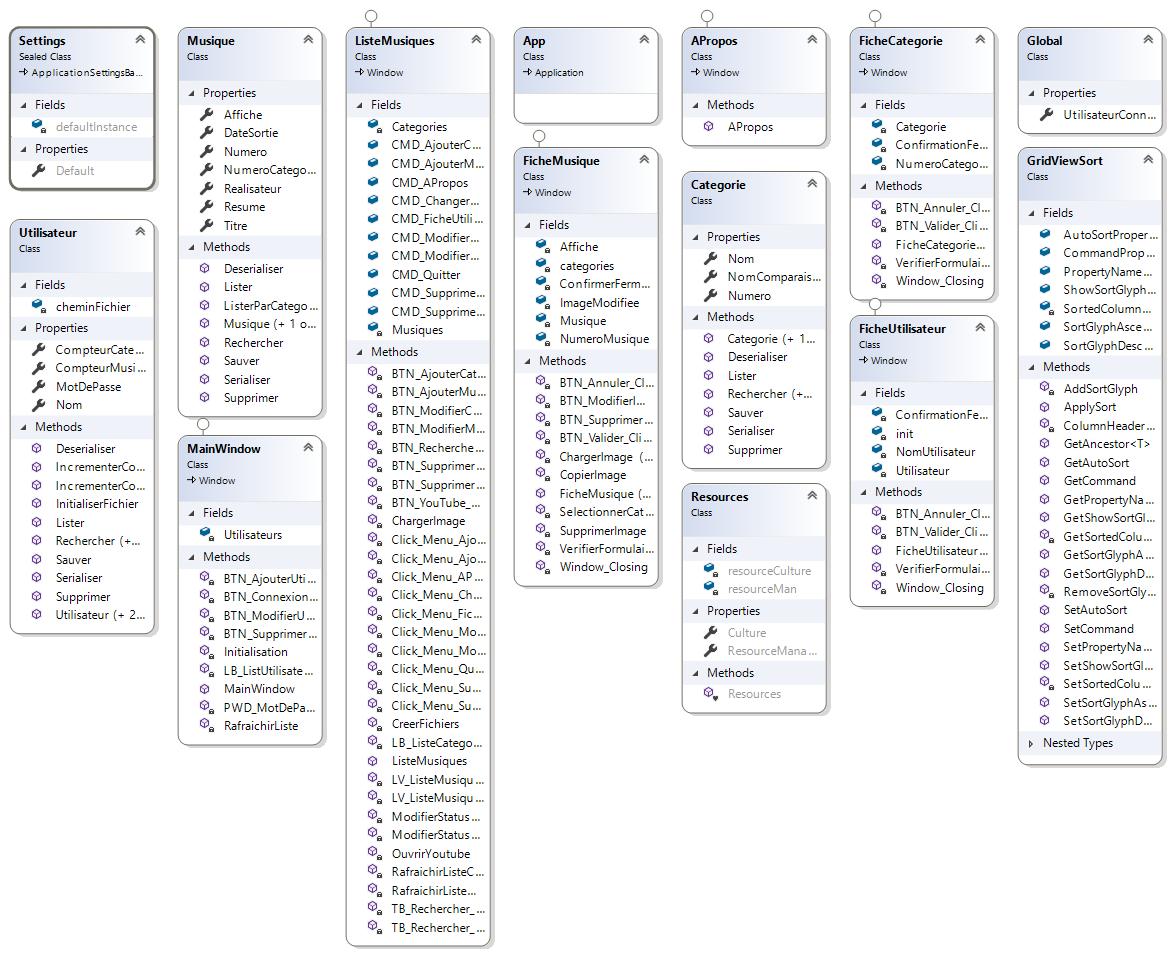 Settings
Sealed Class
ApplicationSettingsBa...
Fields
defaultInstance
Properties
Default
Utilisateur
Class
Fields
cheminFichier
Properties
CompteurCate...
CompteurMusi...
MotDePasse
Nom
Methods
Deserialiser
IncrementerCo...
IncrementerCo...
InitialiserFichier
Lister
Rechercher (+...
Sauver
Serialiser
Supprimer
Utilisateur (+ 2...
Musique
Class
Properties
Affiche
DateSortie
Numero
NumeroCatego...
Realisateur
Resume
Titre
Methods
Deserialiser
Lister
ListerParCatego...
Musique (+ 1 o...
Rechercher
Sauver
Serialiser
Supprimer
MainWindow
Class
Window
Fields
Utilisateurs
Methods
BTN_AjouterUti...
BTN_Connexion...
BTN_ModifierU...
BTN_Supprimer...
Initialisation
LB_ListUtilisate...
MainWindow
PWD_MotDePa...
RafraichirListe
ListeMusiques
Class
Window
Fields
Categories
CMD_AjouterC...
CMD_AjouterM...
CMD_APropos
CMD_Changer...
CMD_FicheUtili...
CMD_Modifier...
CMD_Modifier...
CMD_Quitter
CMD_Supprime...
CMD_Supprime...
Musiques
Methods
BTN_AjouterCat...
BTN_AjouterMu...
BTN_ModifierC...
BTN_ModifierM...
BTN_Recherche...
BTN_Supprimer...
BTN_Supprimer...
BTN_YouTube_...
ChargerImage
Click_Menu_Ajo...
Click_Menu_Ajo...
Click_Menu_AP...
Click_Menu_Ch...
Click_Menu_Fic...
Click_Menu_Mo...
Click_Menu_Mo...
Click_Menu_Qu...
Click_Menu_Su...
Click_Menu_Su...
CreerFichiers
LB_ListeCatego...
ListeMusiques
LV_ListeMusiqu...
LV_ListeMusiqu...
ModifierStatus...
ModifierStatus...
OuvrirYoutube
RafraichirListeC...
RafraichirListe...
TB_Rechercher_...
TB_Rechercher_...
App
Class
Application
FicheMusique
Class
Window
Fields
Affiche
categories
ConfirmerFerm...
ImageModifiee
Musique
NumeroMusique
Methods
BTN_Annuler_Cl...
BTN_ModifierI...
BTN_Supprimer...
BTN_Valider_Cli...
ChargerImage (...
CopierImage
FicheMusique (...
SelectionnerCat...
SupprimerImage
VerifierFormulai...
Window_Closing
APropos
Class
Window
Methods
APropos
Categorie
Class
Properties
Nom
NomComparais...
Numero
Methods
Categorie (+ 1...
Deserialiser
Lister
Rechercher (+...
Sauver
Serialiser
Supprimer
Resources
Class
Fields
resourceCulture
resourceMan
Properties
Culture
ResourceMana...
Methods
Resources
FicheCategorie
Class
Window
Fields
Categorie
ConfirmationFe...
NumeroCatego...
Methods
BTN_Annuler_Cl...
BTN_Valider_Cli...
FicheCategorie...
VerifierFormulai...
Window_Closing
FicheUtilisateur
Class
Window
Fields
ConfirmationFe...
init
NomUtilisateur
Utilisateur
Methods
BTN_Annuler_Cl...
BTN_Valider_Cli...
FicheUtilisateur...
VerifierFormulai...
Window_Closing
Global
Class
Properties
UtilisateurConn...
GridViewSort
Class
Fields
AutoSortProper...
CommandProp...
PropertyName...
ShowSortGlyph...
SortedColumn...
SortGlyphAsce...
SortGlyphDesc...
Methods
AddSortGlyph
ApplySort
ColumnHeader...
GetAncestor<T>
GetAutoSort
GetCommand
GetPropertyNa...
GetShowSortGl...
GetSortedColu...
GetSortGlyphA...
GetSortGlyphD...
RemoveSortGly...
SetAutoSort
SetCommand
SetPropertyNa...
SetShowSortGl...
SetSortedColu...
SetSortGlyphAs...
SetSortGlyphD...
Nested Types